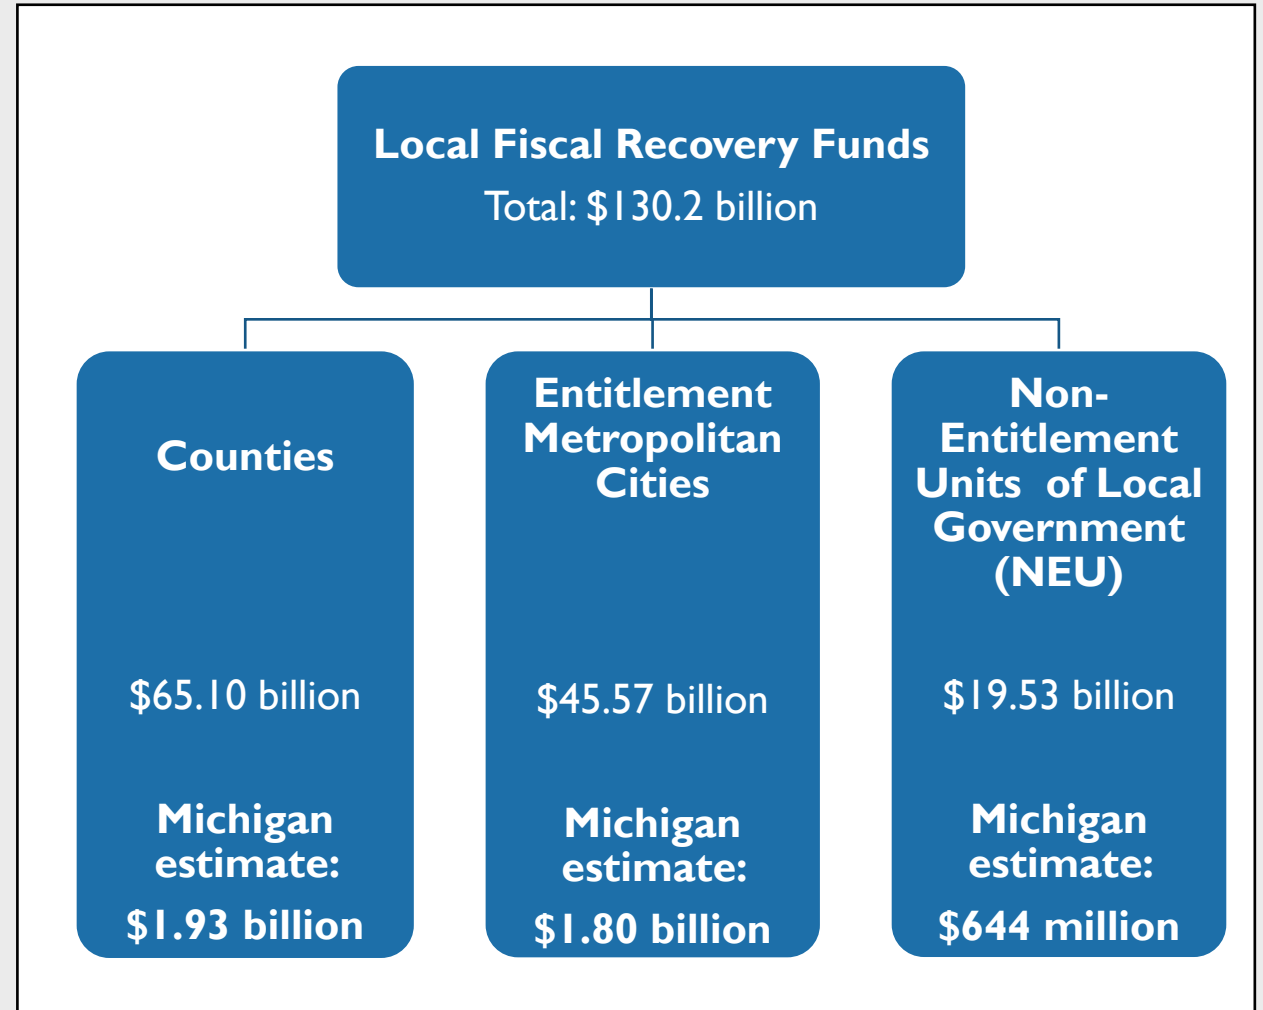 Local Fiscal Recovery Funds
Total: $130.2 billion
Counties
$65.10 billion
Michigan
estimate:
$1.93 billion
Entitlement
Metropolitan
Cities
$45.57 billion
Michigan
estimate:
$1.80 billion
Non-
Entitlement
Units  of Local
Government
(NEU)
$19.53 billion
Michigan
estimate:
$644 million